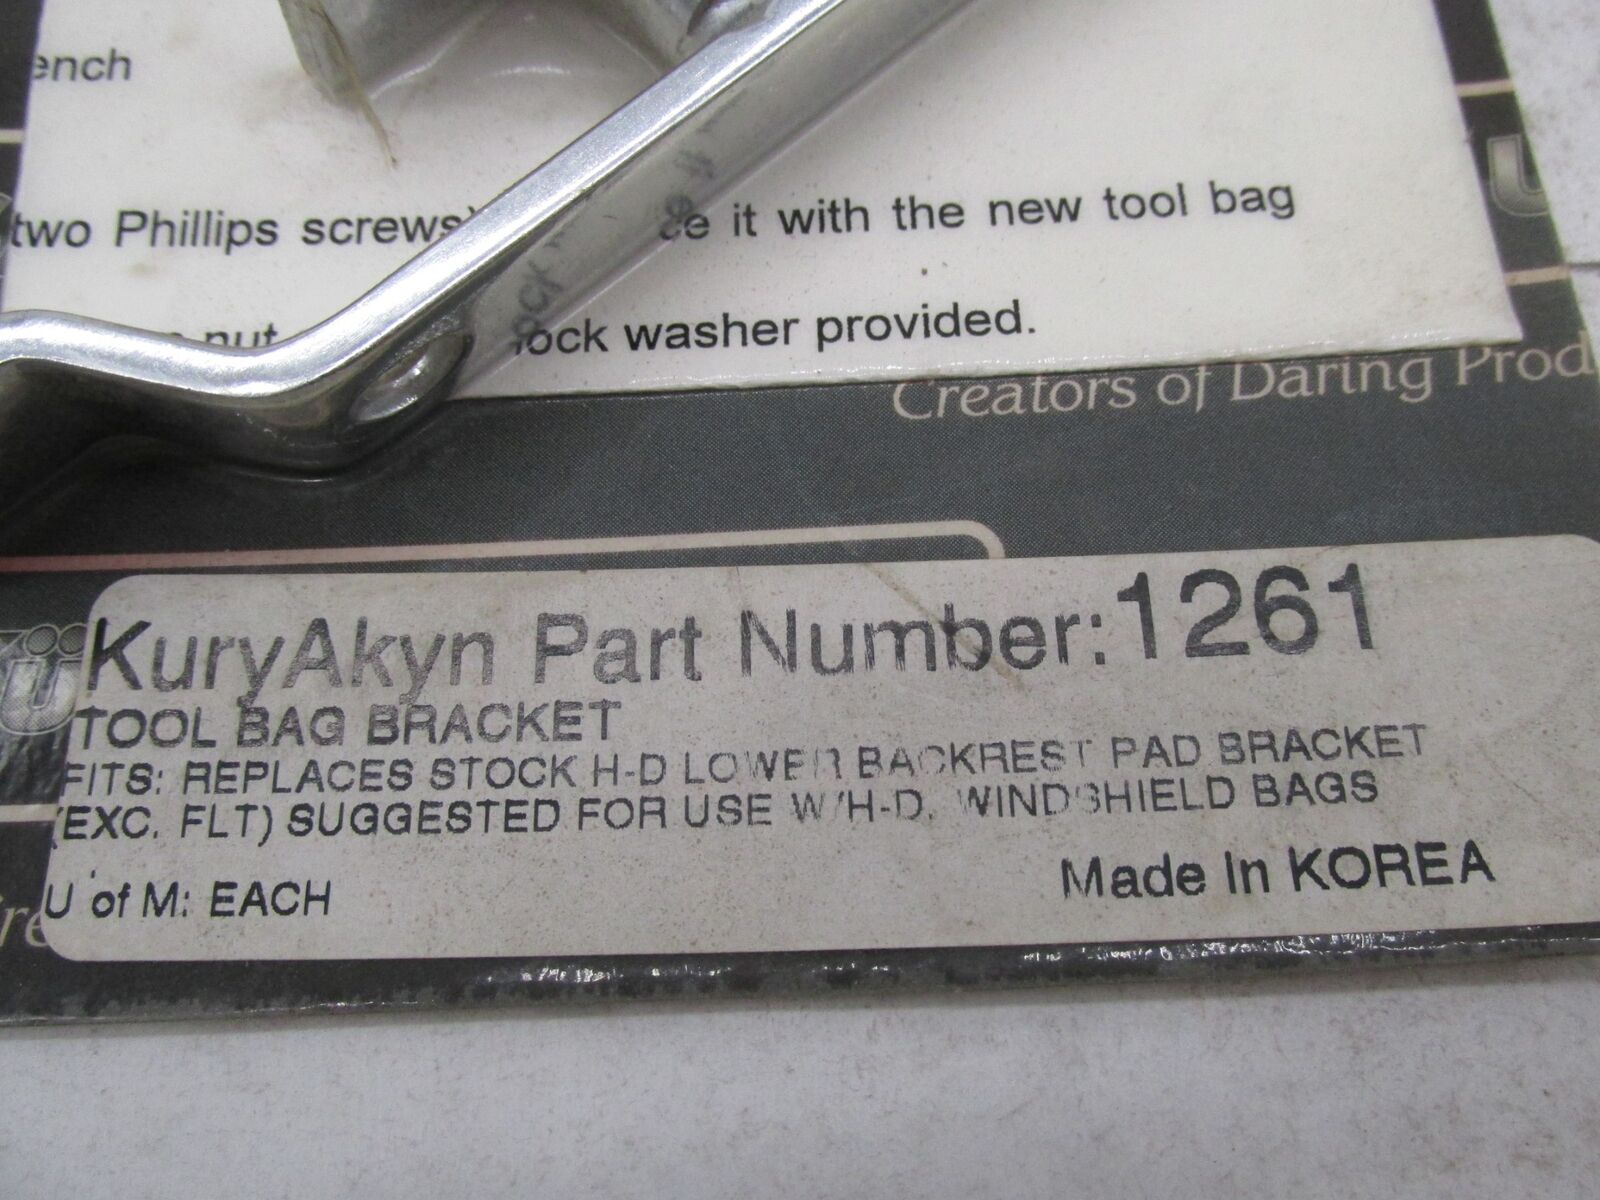 ench
two Phillips screws) it with the new tool bag
nut lock washer provided.
Creators of Daring Prod
KuryAkyn Part Number:1261
TOOL BAG BRACKET
FITS: REPLACES STOCK H-D LOWER BACKREST PAD BRACKET
(EXC. FLT) SUGGESTED FOR USE W/H-D. WINDSHIELD BAGS
U of M: EACH
Made In KOREA